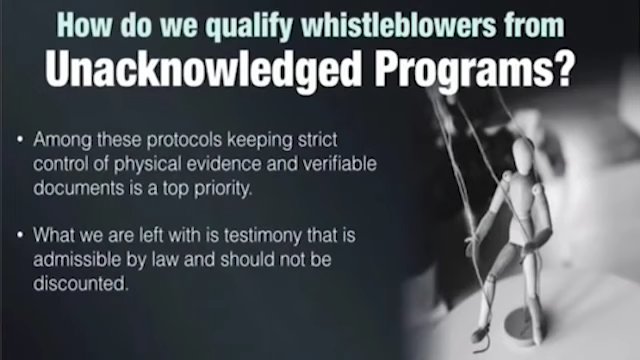 How do we qualify whistleblowers from
Unacknowledged Programs?
• Among these protocols keeping strict
control of physical evidence and verifiable
documents is a top priority.
• What we are left with is testimony that is
admissible by law and should not be
discounted.